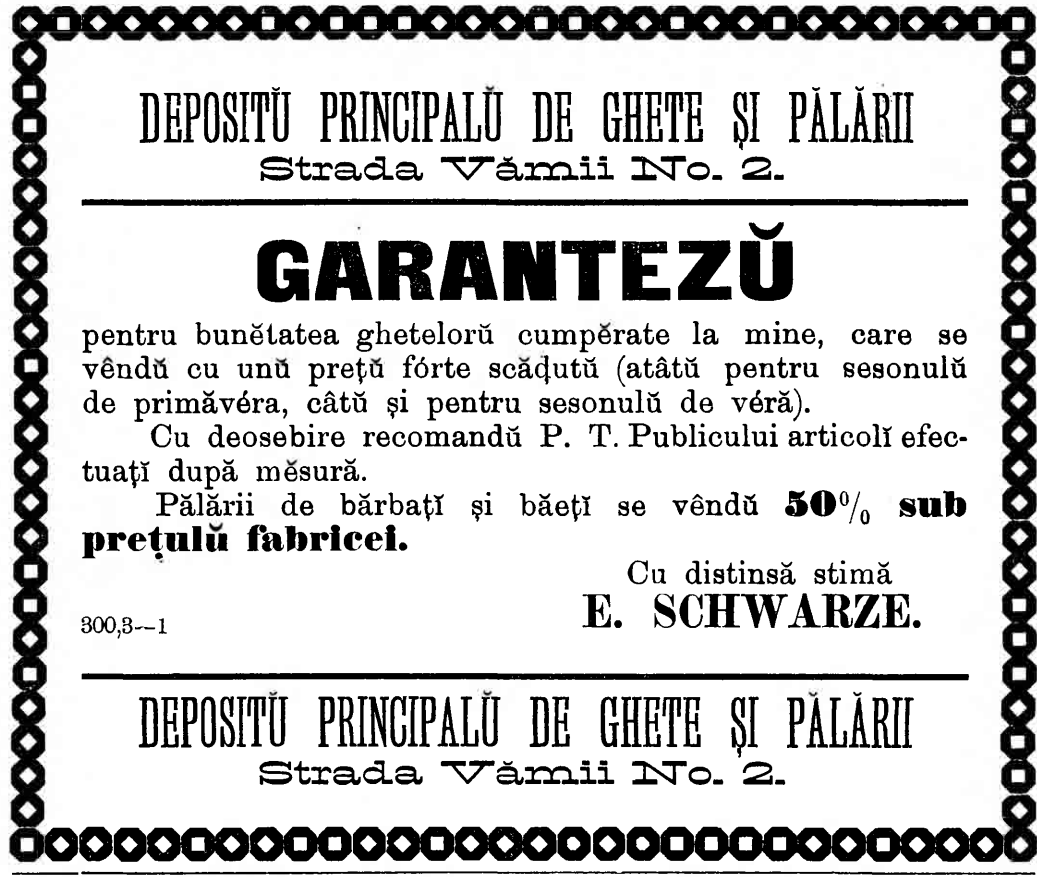 DEPOSITŬ PRINCIPALŬ DE GHETE ȘI PĂLĂRII
Strada Vămii No. 2.
GARANTEZŬ
pentru bunĕtatea ghetelorŭ cumpĕrate la mine, care se
vêndŭ cu unŭ prețŭ fórte scăḑutŭ (atâtŭ pentru sesonulŭ
de primăvéra, câtŭ și pentru sesonulŭ de véră).
Cu deosebire recomandŭ P. T. Publicului articolĭ efec-
tuațĭ după mĕsură.
Pălării de bărbațĭ și băețĭ se vêndŭ 50% sub
prețulŭ fabricei.
Cu distinsă stimă
E. SCHWARZE.
300,3--1
DEPOSITŬ PRINCIPALŬ DE GHETE ȘI PĂLĂRII
Strada Vămii No. 2.